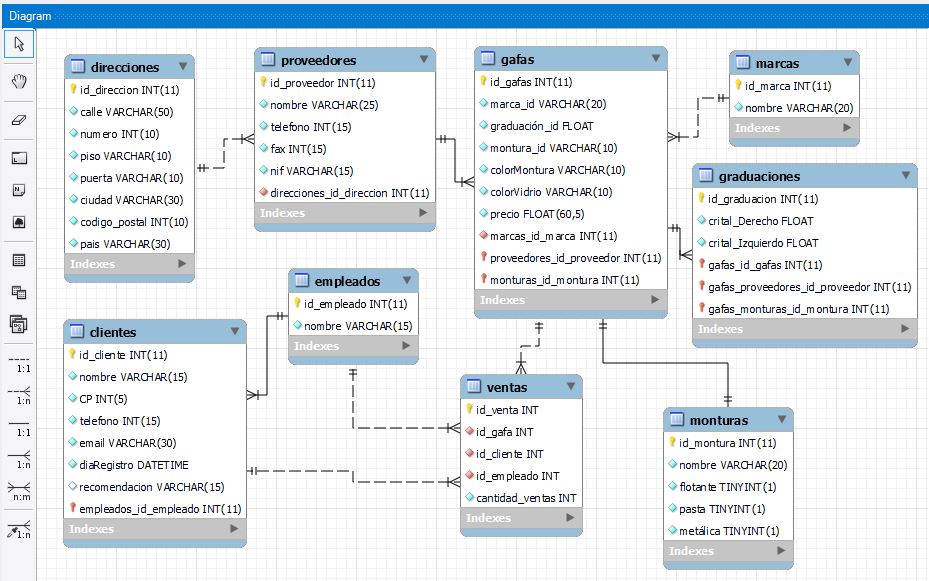 Diagram
direcciones
id_direccion INT(11)
calle VARCHAR(50)
numero INT(10)
piso VARCHAR(10)
puerta VARCHAR(10)
ciudad VARCHAR(30)
codigo_postal INT(10)
pais VARCHAR(30)
Indexes
proveedores
id_proveedor INT(11)
nombre VARCHAR(25)
telefono INT(15)
fax INT(15)
nif VARCHAR(15)
direcciones_id_direccion INT(11)
Indexes
gafas
id_gafas INT(11)
marca_id VARCHAR(20)
graduación_id FLOAT
montura_id VARCHAR(10)
colorMontura VARCHAR(10)
colorVidrio VARCHAR(10)
precio FLOAT(60,5)
marcas_id_marca INT(11)
proveedores_id_proveedor INT(11)
monturas_id_montura INT(11)
Indexes
marcas
id_marca INT(11)
nombre VARCHAR(20)
Indexes
graduaciones
id_graduacion INT(11)
crital_Derecho FLOAT
crital_Izquierdo FLOAT
gafas_id_gafas INT(11)
gafas_proveedores_id_proveedor INT(11)
gafas_monturas_id_montura INT(11)
Indexes
empleados
id_empleado INT(11)
nombre VARCHAR(15)
Indexes
clientes
id_cliente INT(11)
nombre VARCHAR(15)
CP INT(5)
telefono INT(15)
email VARCHAR(30)
diaRegistro DATETIME
recomendacion VARCHAR(15)
empleados_id_empleado INT(11)
Indexes
ventas
id_venta INT
id_gafa INT
id_cliente INT
id_empleado INT
cantidad_ventas INT
Indexes
monturas
id_montura INT(11)
nombre VARCHAR(20)
flotante TINYINT(1)
pasta TINYINT(1)
metálica TINYINT(1)
Indexes
1:1
1:n
1:1
1:n
n:m
1:n